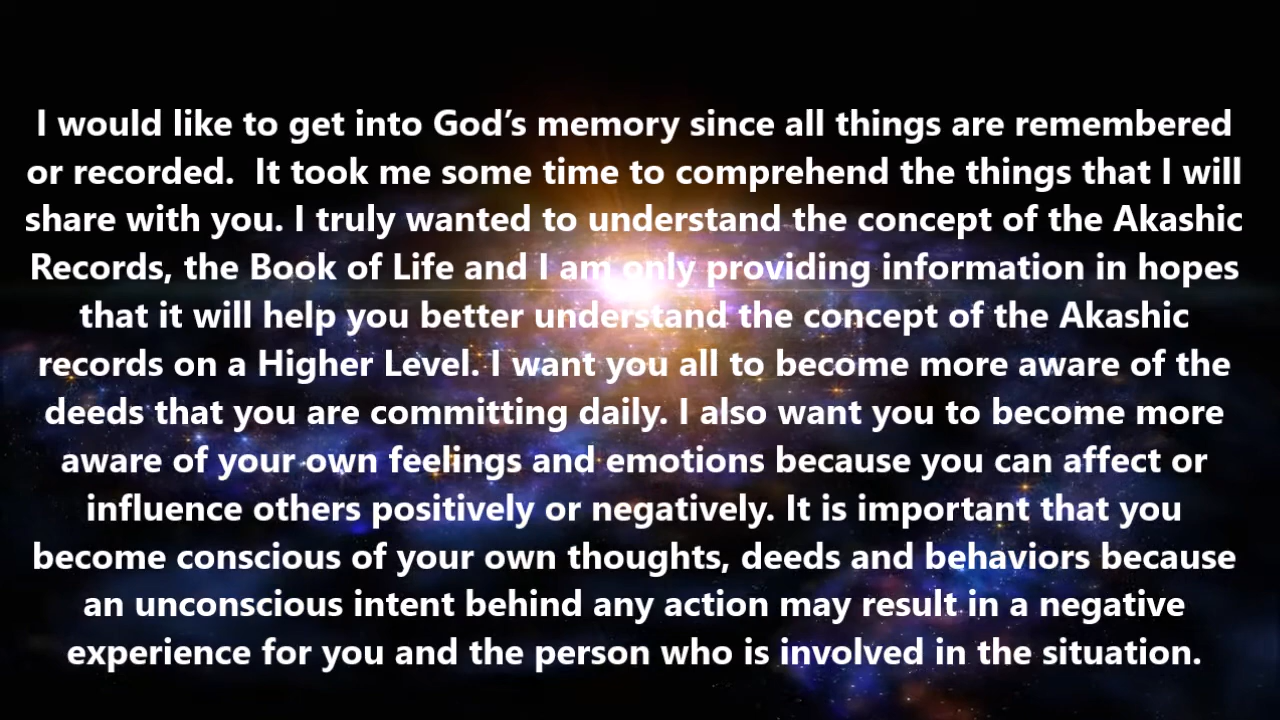 I would like to get into God’s memory since all things are remembered
or recorded.  It took me some time to comprehend the things that I will
share with you. I truly wanted to understand the concept of the Akashic
Records, the Book of Life and I am only providing information in hopes
that it will help you better understand the concept of the Akashic
records on a Higher Level. I want you all to become more aware of the
deeds that you are committing daily. I also want you to become more
aware of your own feelings and emotions because you can affect or
influence others positively or negatively. It is important that you
become conscious of your own thoughts, deeds and behaviors because
an unconscious intent behind any action may result in a negative
experience for you and the person who is involved in the situation.